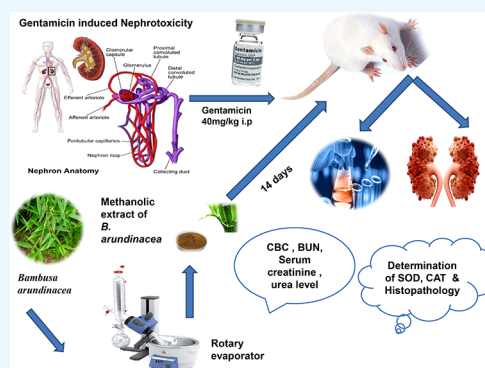 Gentamicin induced Nephrotoxicity
Glomerular
capsule
Glomerulus
Proximal
convoluted
tubule
Distal
convoluted
tubule
Efferent arteriole
Afferent arteriole
Peritubular capillaries
Nephron loop
Collecting duct
Nephron Anatomy
Gentamicin
Gentamicin
40mg/kg i.p
14 days
Methanolic
extract of
B.
arundinacea
Bambusa
arundinacea
Rotary
evaporator
CBC , BUN,
Serum
creatinine ,
urea level
Determination
of SOD, CAT &
Histopathology